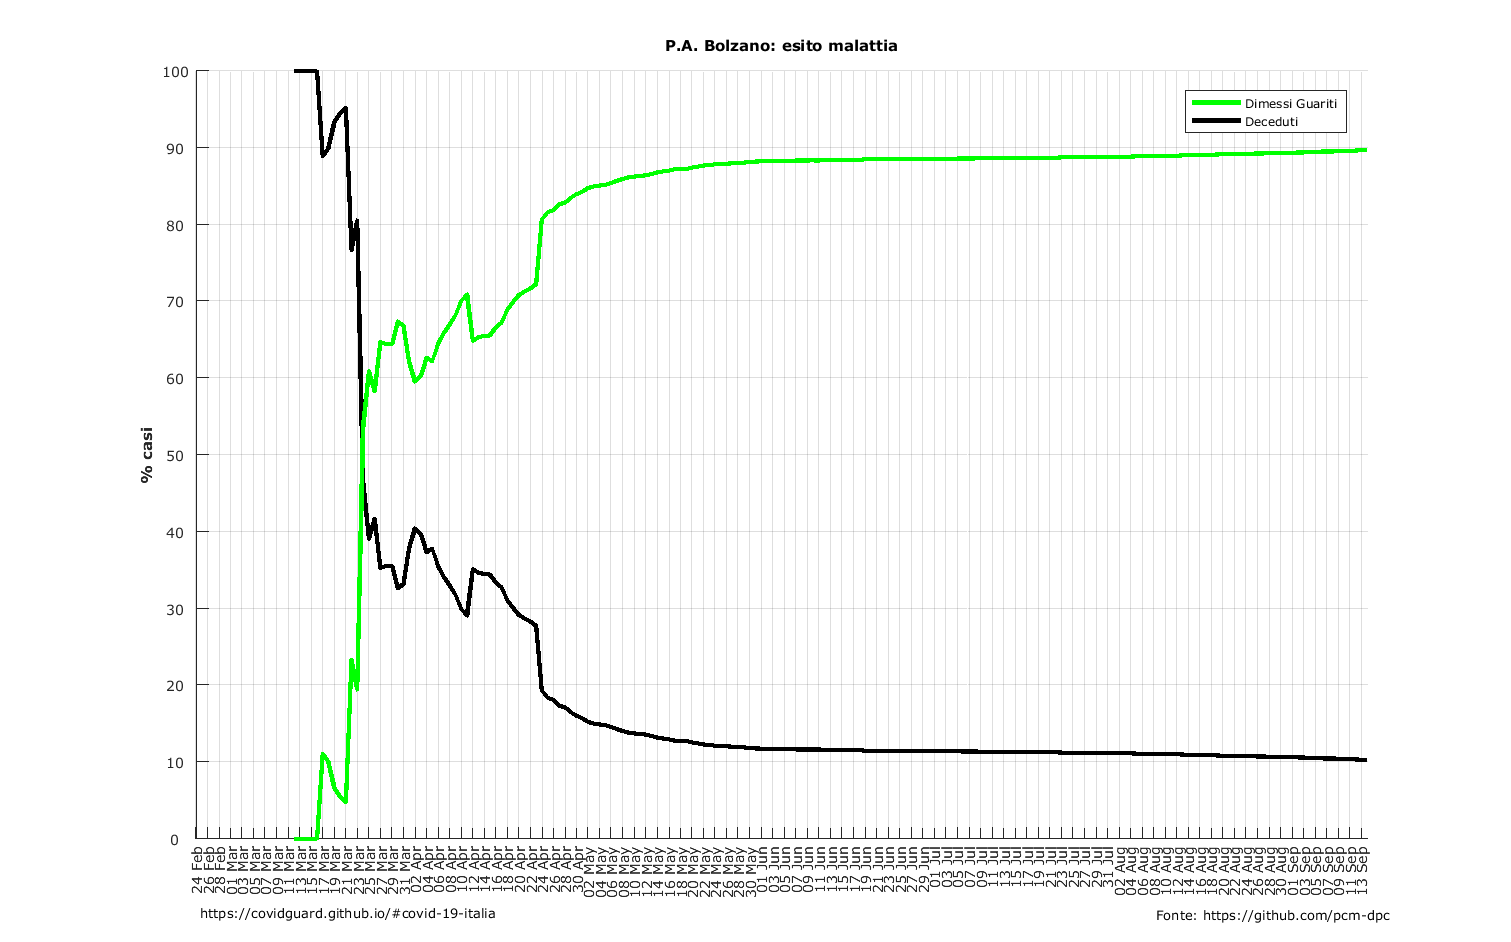 P.A. Bolzano: esito malattia
Dimessi Guariti
Deceduti
% casi
100
90
80
70
60
50
40
30
20
10
0
24 Feb
26 Feb
28 Feb
01 Mar
03 Mar
05 Mar
07 Mar
09 Mar
11 Mar
13 Mar
15 Mar
17 Mar
19 Mar
21 Mar
23 Mar
25 Mar
27 Mar
29 Mar
31 Mar
02 Apr
04 Apr
06 Apr
08 Apr
10 Apr
12 Apr
14 Apr
16 Apr
18 Apr
20 Apr
22 Apr
24 Apr
26 Apr
28 Apr
30 Apr
02 May
04 May
06 May
08 May
10 May
12 May
14 May
16 May
18 May
20 May
22 May
24 May
26 May
28 May
30 May
01 Jun
03 Jun
05 Jun
07 Jun
09 Jun
11 Jun
13 Jun
15 Jun
17 Jun
19 Jun
21 Jun
23 Jun
25 Jun
27 Jun
29 Jun
01 Jul
03 Jul
05 Jul
07 Jul
09 Jul
11 Jul
13 Jul
15 Jul
17 Jul
19 Jul
21 Jul
23 Jul
25 Jul
27 Jul
29 Jul
31 Jul
02 Aug
04 Aug
06 Aug
08 Aug
10 Aug
12 Aug
14 Aug
16 Aug
18 Aug
20 Aug
22 Aug
24 Aug
26 Aug
28 Aug
30 Aug
01 Sep
03 Sep
05 Sep
07 Sep
09 Sep
11 Sep
13 Sep
https://covidguard.github.io/#covid-19-italia
Fonte: https://github.com/pcm-dpc